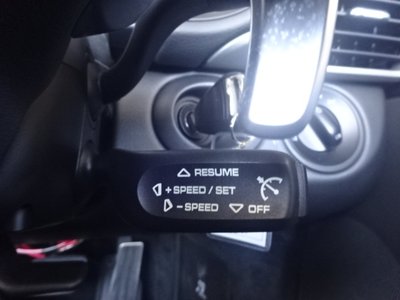 RESUME
+SPEED / SET
-SPEED OFF